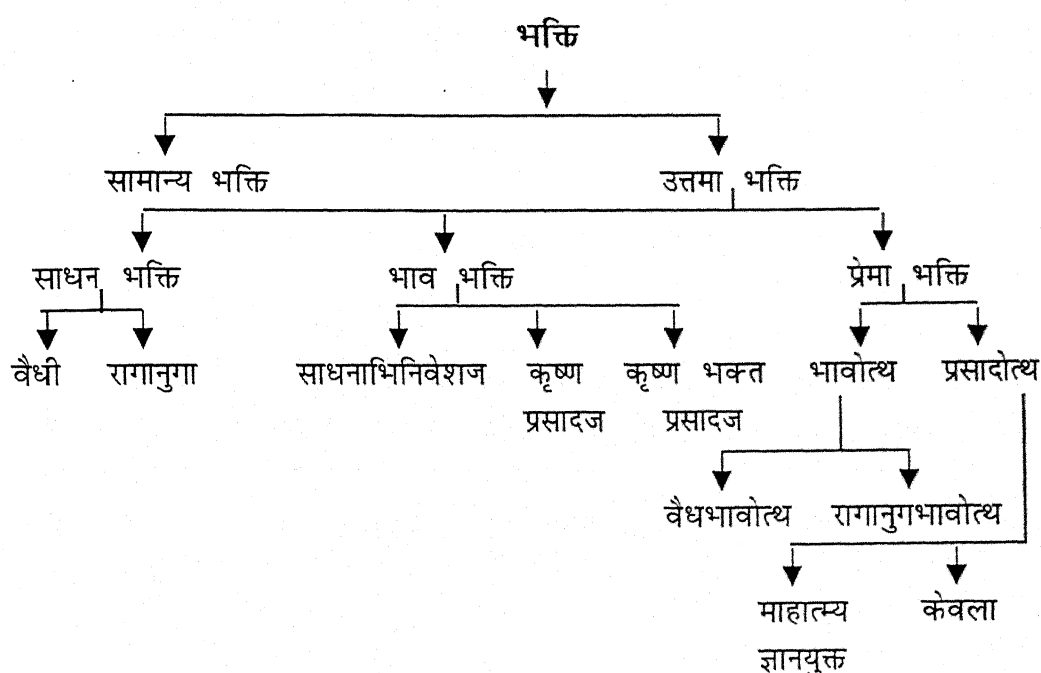 भक्ति
सामान्य भक्ति उत्तमा भक्ति
साधन भक्ति भाव भक्ति प्रेमा भक्ति
वैधी रागानुगा साधनाभिनिवेशज कृष्ण कृष्ण भक्त भावोत्थ प्रसादोत्थ
प्रसादज प्रसादज
वैधभावोत्थ रागानुगभावोत्थ
माहात्म्य केवला
ज्ञानयुक्त